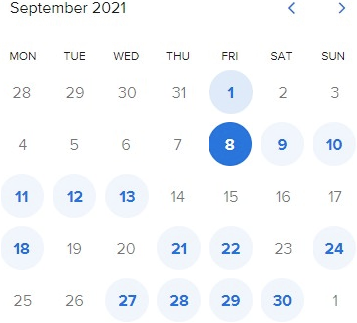 September 2021 < >
MON TUE WED THU FRI SAT SUN
28 29 30 31 1 2 3
4 5 6 7 8 9 10
11 12 13 14 15 16 17
18 19 20 21 22 23 24
25 26 27 28 29 30 1